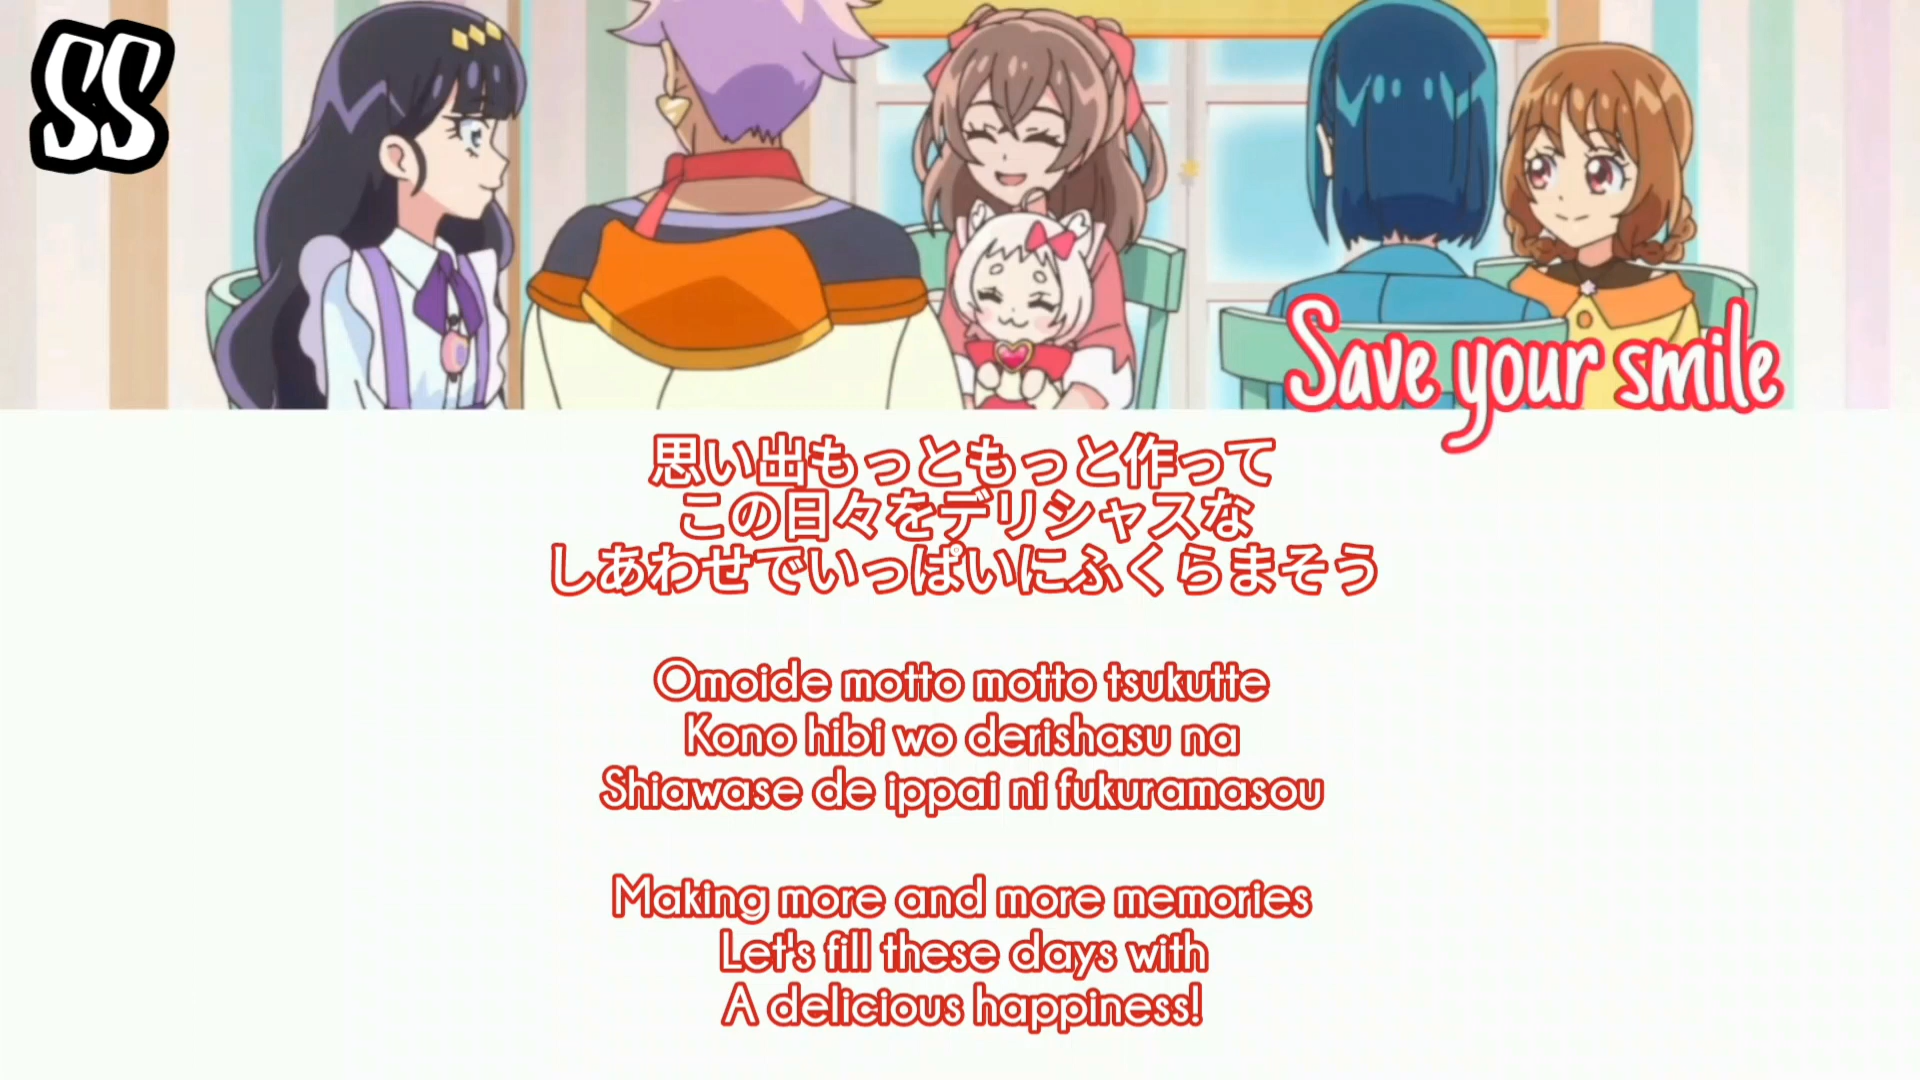 SS
Save your smile
思い出もっともっと作って
この日々をデリシャスな
しあわせでいっぱいにふくらまそう
Omoide motto motto tsukutte
Kono hibi wo derishasu na
Shiawase de ippai ni fukuramasou
Making more and more memories
Let's fill these days with
A delicious happiness!